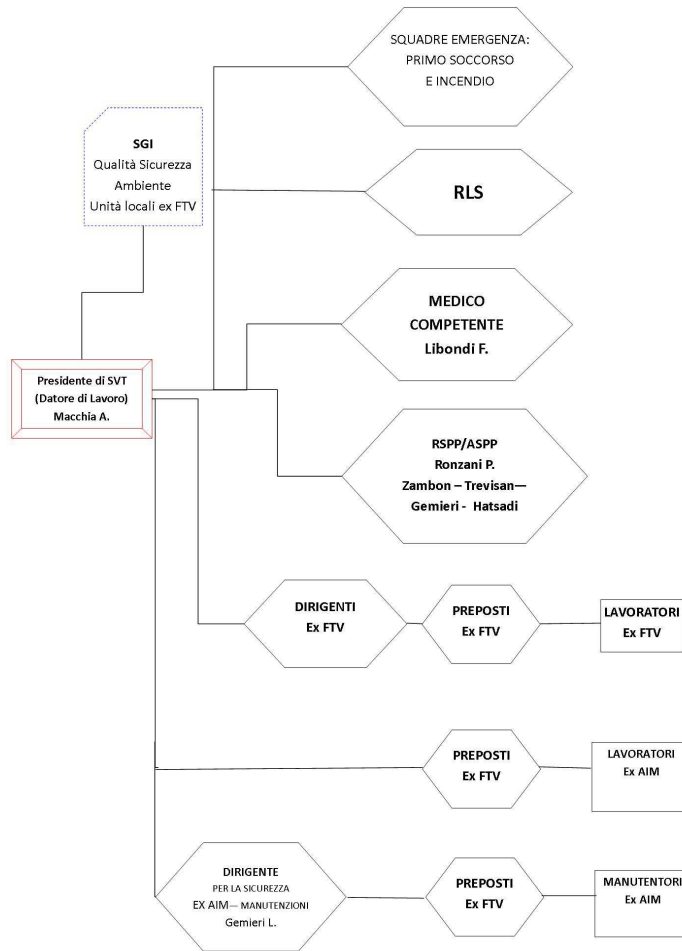 SQUADRE EMERGENZA:
PRIMO SOCCORSO
E INCENDIO
SGI
Qualità Sicurezza
Ambiente
Unità locali ex FTV
RLS
MEDICO
COMPETENTE
Libondi F.
Presidente di SVT
(Datore di Lavoro)
Macchia A.
RSPP/ASPP
Ronzani P.
Zambon – Trevisan—
Gemieri - Hatsadi
DIRIGENTI
Ex FTV
PREPOSTI
Ex FTV
LAVORATORI
Ex FTV
PREPOSTI
Ex FTV
LAVORATORI
Ex AIM
DIRIGENTE
PER LA SICUREZZA
EX AIM— MANUTENZIONI
Gemieri L.
PREPOSTI
Ex FTV
MANUTENTORI
Ex AIM